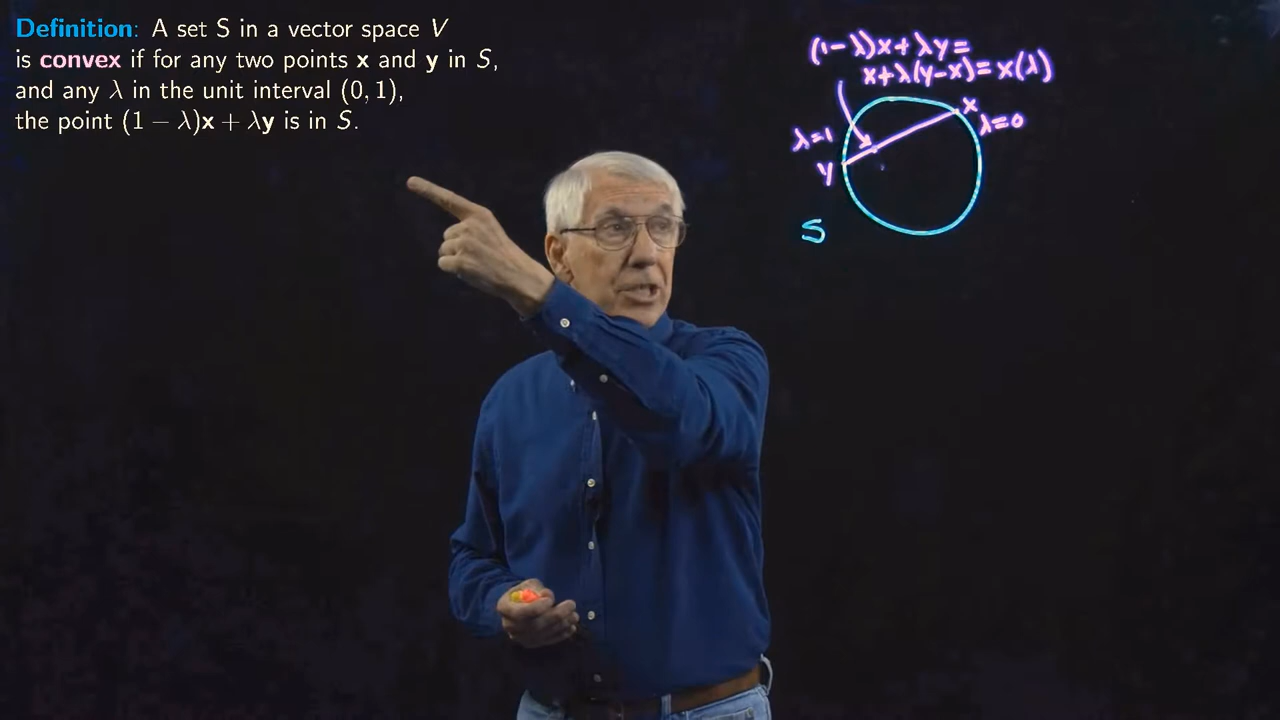 Definition: A set S in a vector space V
is convex if for any two points x and y in S,
and any λ in the unit interval (0, 1),
the point (1 − λ)x + λy is in S.
(1-λ)x+λy=
x+λ(y-x)=x(λ)
x
λ=0
λ=1
y
S